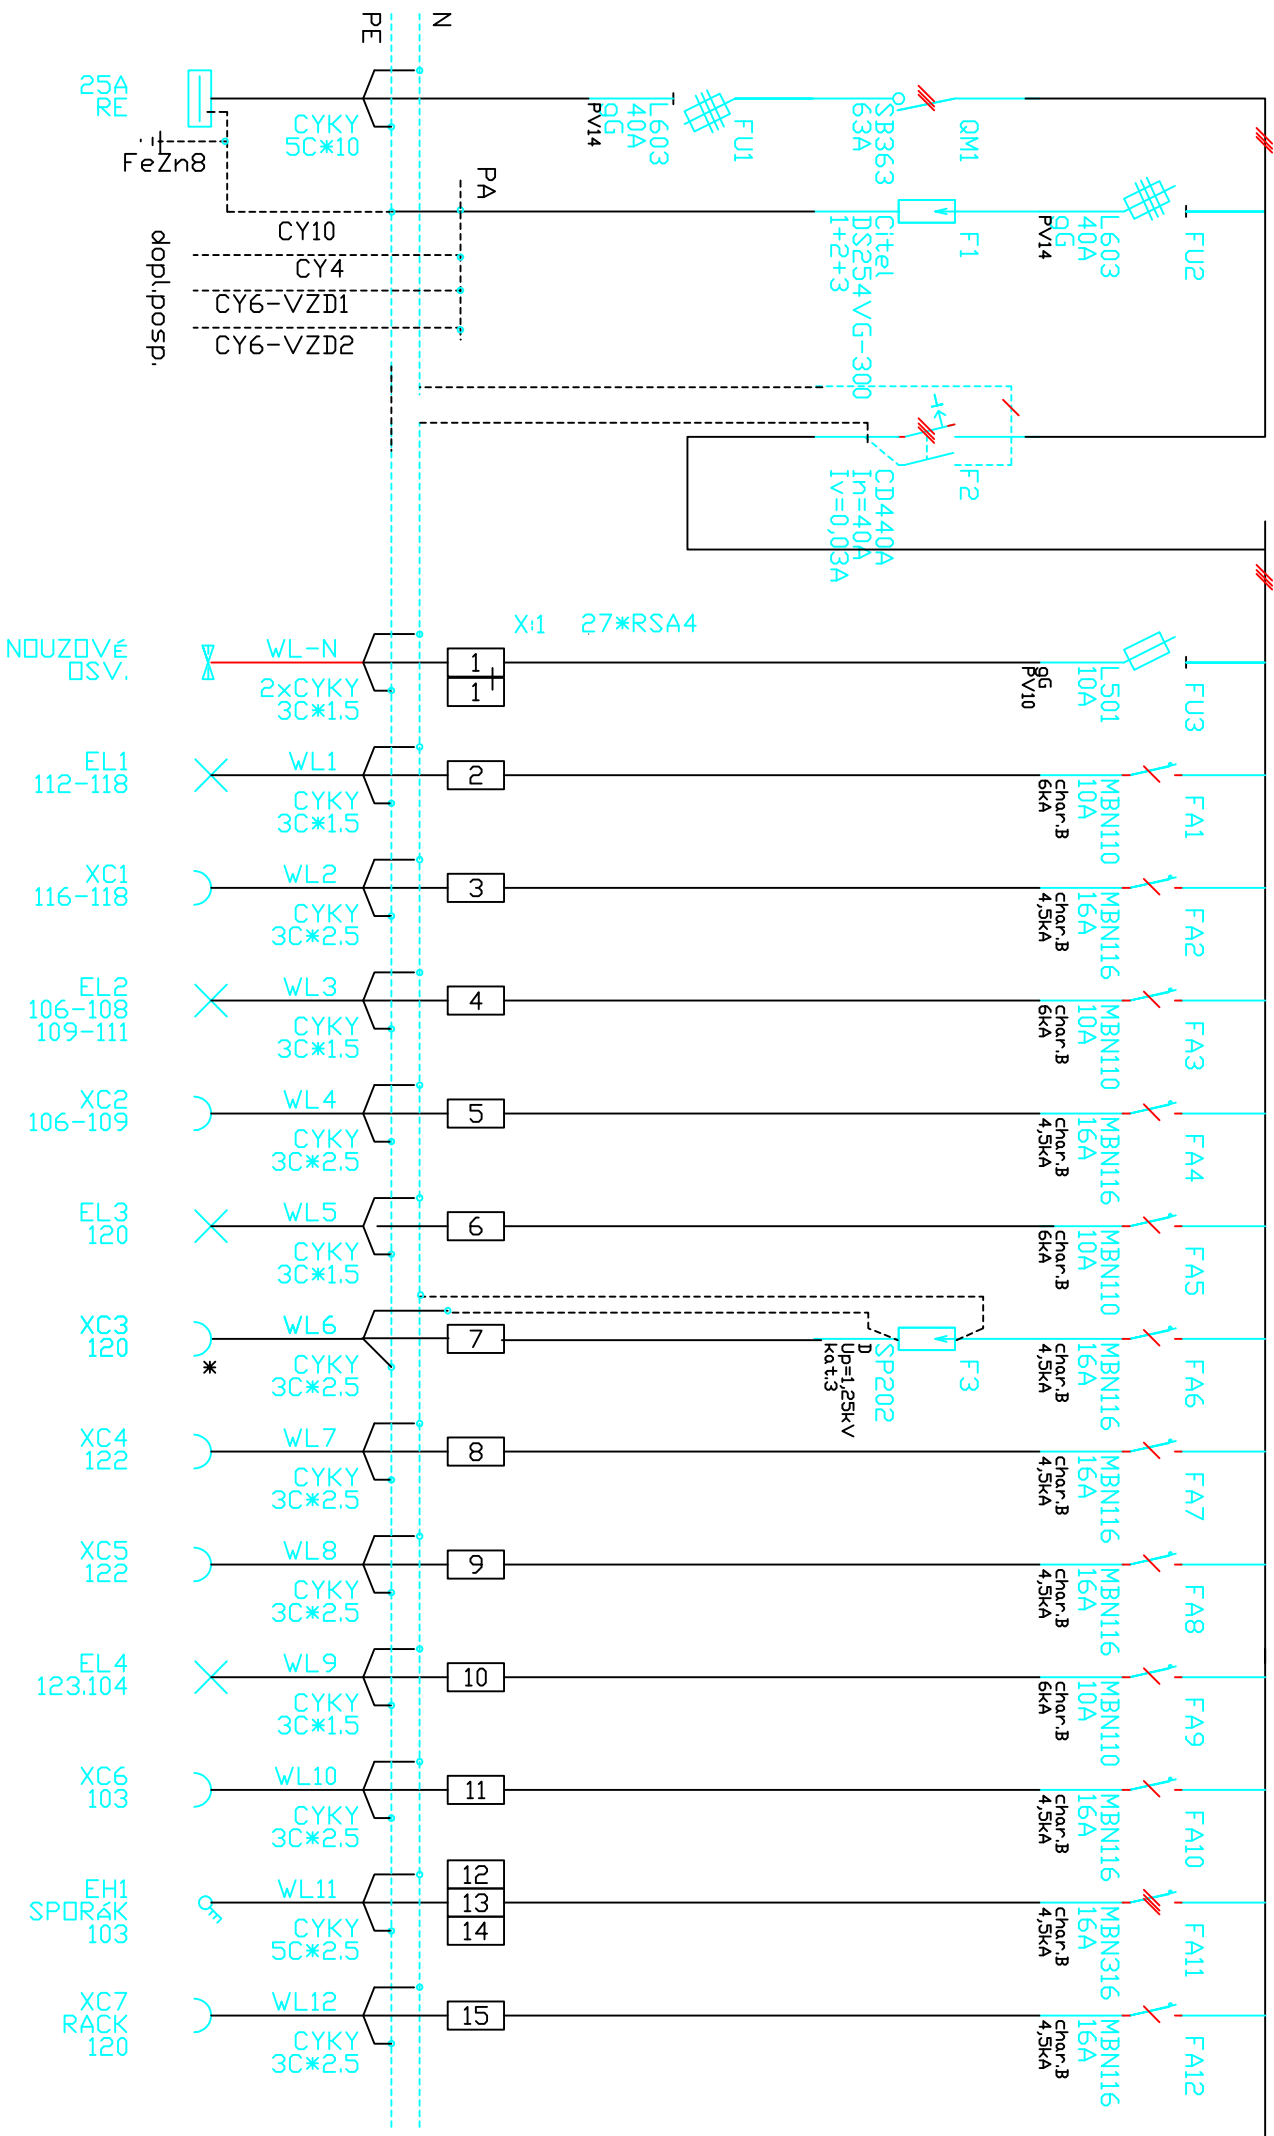 N
PE
25A
RE
CYKY
5C*10
FeZn8
L603
40A
gG
PV14
FU1
SB363
63A
QM1
PA
CY10
CY4
CY6-VZD1
CY6-VZD2
dopl.posp.
Citel
DS254VG-300
1+2+3
F1
L603
40A
gG
PV14
FU2
F2
CD440A
In=40A
Iv=0,03A
X:1 27*RSA4
NOUZOVÉ
OSV.
WL-N
2xCYKY
3C*1.5
1
1
L501
10A
gG
PV10
FU3
EL1
112-118
WL1
CYKY
3C*1.5
2
MBN110
10A
char.B
6kA
FA1
XC1
116-118
WL2
CYKY
3C*2.5
3
MBN116
16A
char.B
4,5kA
FA2
EL2
106-108
109-111
WL3
CYKY
3C*1.5
4
MBN110
10A
char.B
6kA
FA3
XC2
106-109
WL4
CYKY
3C*2.5
5
MBN116
16A
char.B
4,5kA
FA4
EL3
120
WL5
CYKY
3C*1.5
6
MBN110
10A
char.B
6kA
FA5
XC3
120
*
WL6
CYKY
3C*2.5
7
SP202
D
Up=1,25kV
kat.3
F3
MBN116
16A
char.B
4,5kA
FA6
XC4
122
WL7
CYKY
3C*2.5
8
MBN116
16A
char.B
4,5kA
FA7
XC5
122
WL8
CYKY
3C*2.5
9
MBN116
16A
char.B
4,5kA
FA8
EL4
123.104
WL9
CYKY
3C*1.5
10
MBN110
10A
char.B
6kA
FA9
XC6
103
WL10
CYKY
3C*2.5
11
MBN116
16A
char.B
4,5kA
FA10
EH1
SPORáK
103
WL11
CYKY
5C*2.5
12
13
14
MBN316
16A
char.B
4,5kA
FA11
XC7
RACK
120
WL12
CYKY
3C*2.5
15
MBN116
16A
char.B
4,5kA
FA12